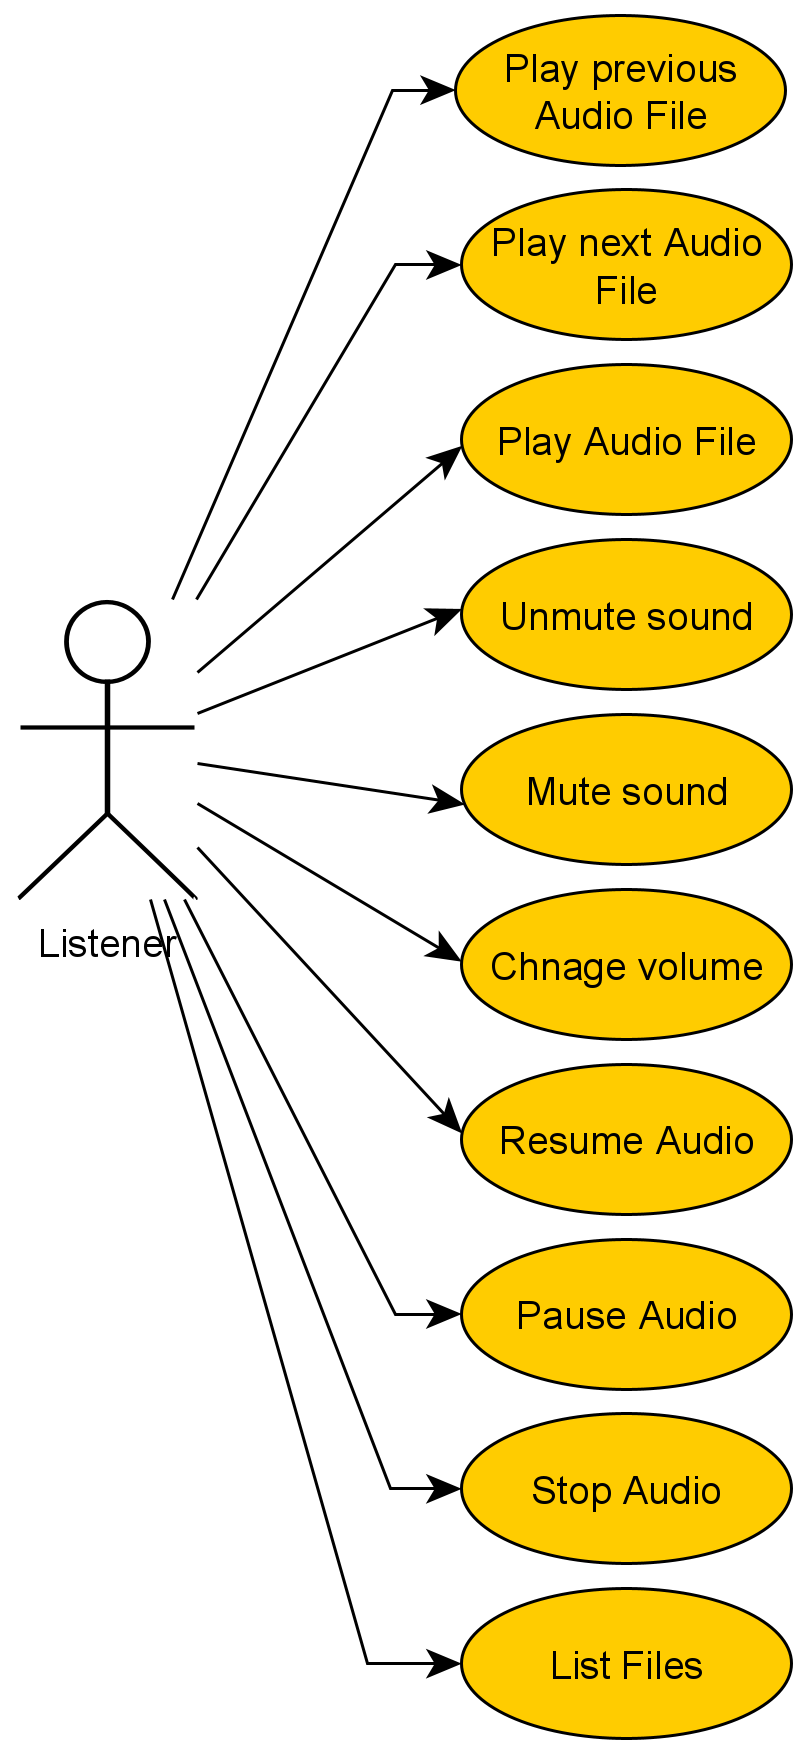 Play previous
Audio File
Play next Audio
File
Play Audio File
Unmute sound
Mute sound
Listener
Chnage volume
Resume Audio
Pause Audio
Stop Audio
List Files